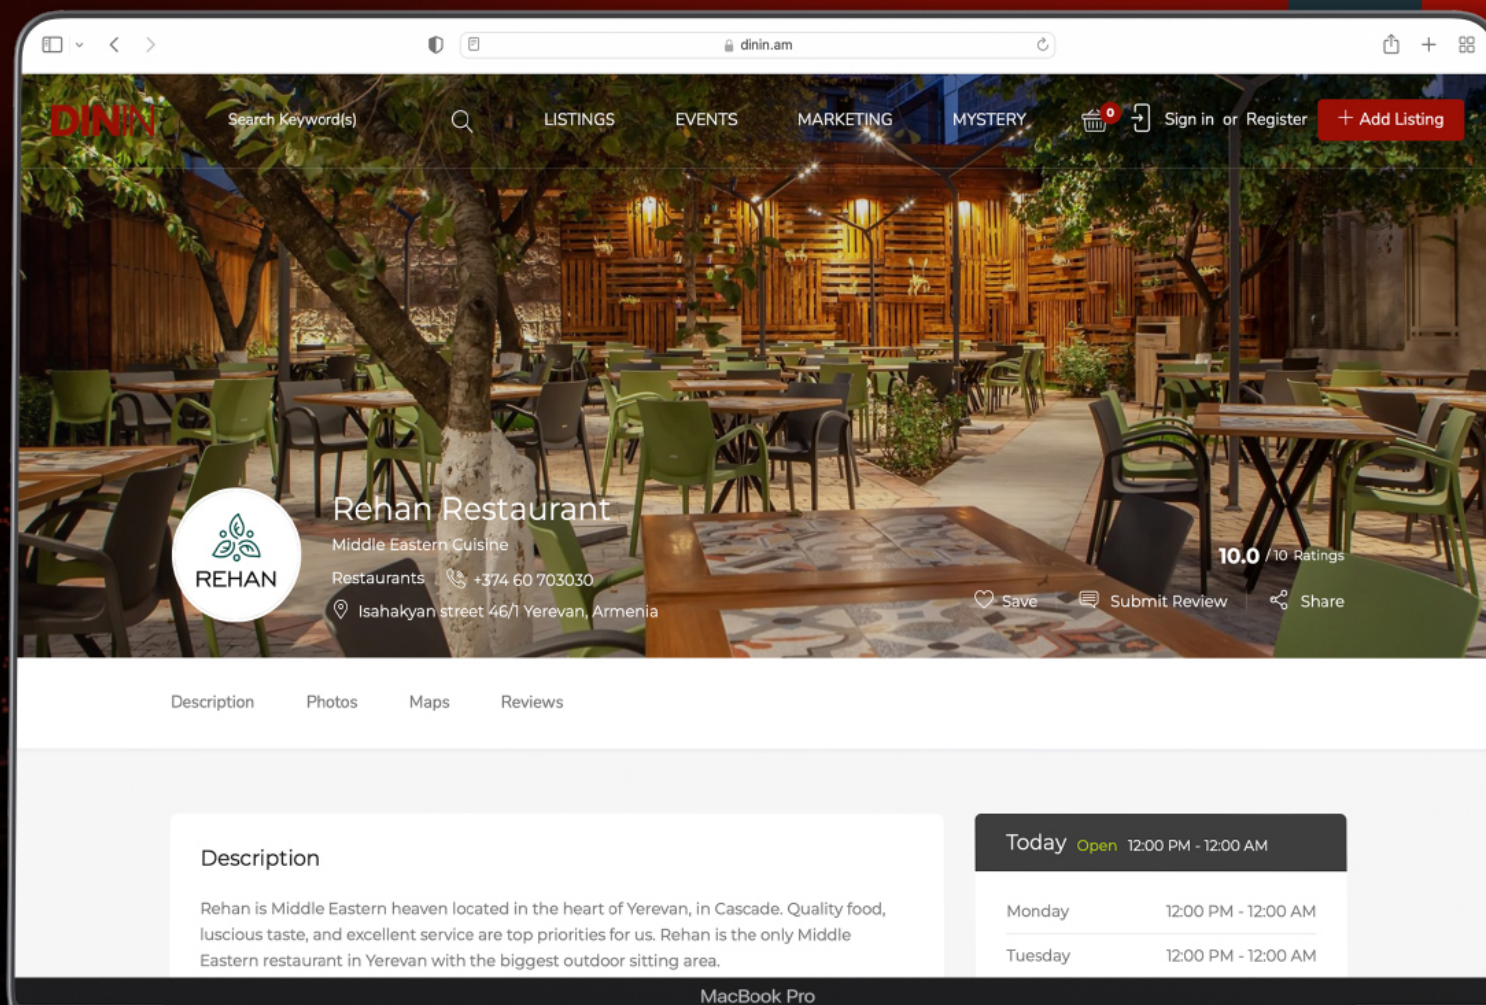 dinin.am
DININ
Search Keyword(s)
LISTINGS
EVENTS
MARKETING
MYSTERY
0
Sign in or Register
+ Add Listing
REHAN
Rehan Restaurant
Middle Eastern Cuisine
Restaurants +374 60 703030
Isahakyan street 46/1 Yerevan, Armenia
10.0 / 10 Ratings
Save
Submit Review
Share
Description
Photos
Maps
Reviews
Description
Rehan is Middle Eastern heaven located in the heart of Yerevan, in Cascade. Quality food,
luscious taste, and excellent service are top priorities for us. Rehan is the only Middle
Eastern restaurant in Yerevan with the biggest outdoor sitting area.
Today Open 12:00 PM - 12:00 AM
Monday 12:00 PM - 12:00 AM
Tuesday 12:00 PM - 12:00 AM
MacBook Pro